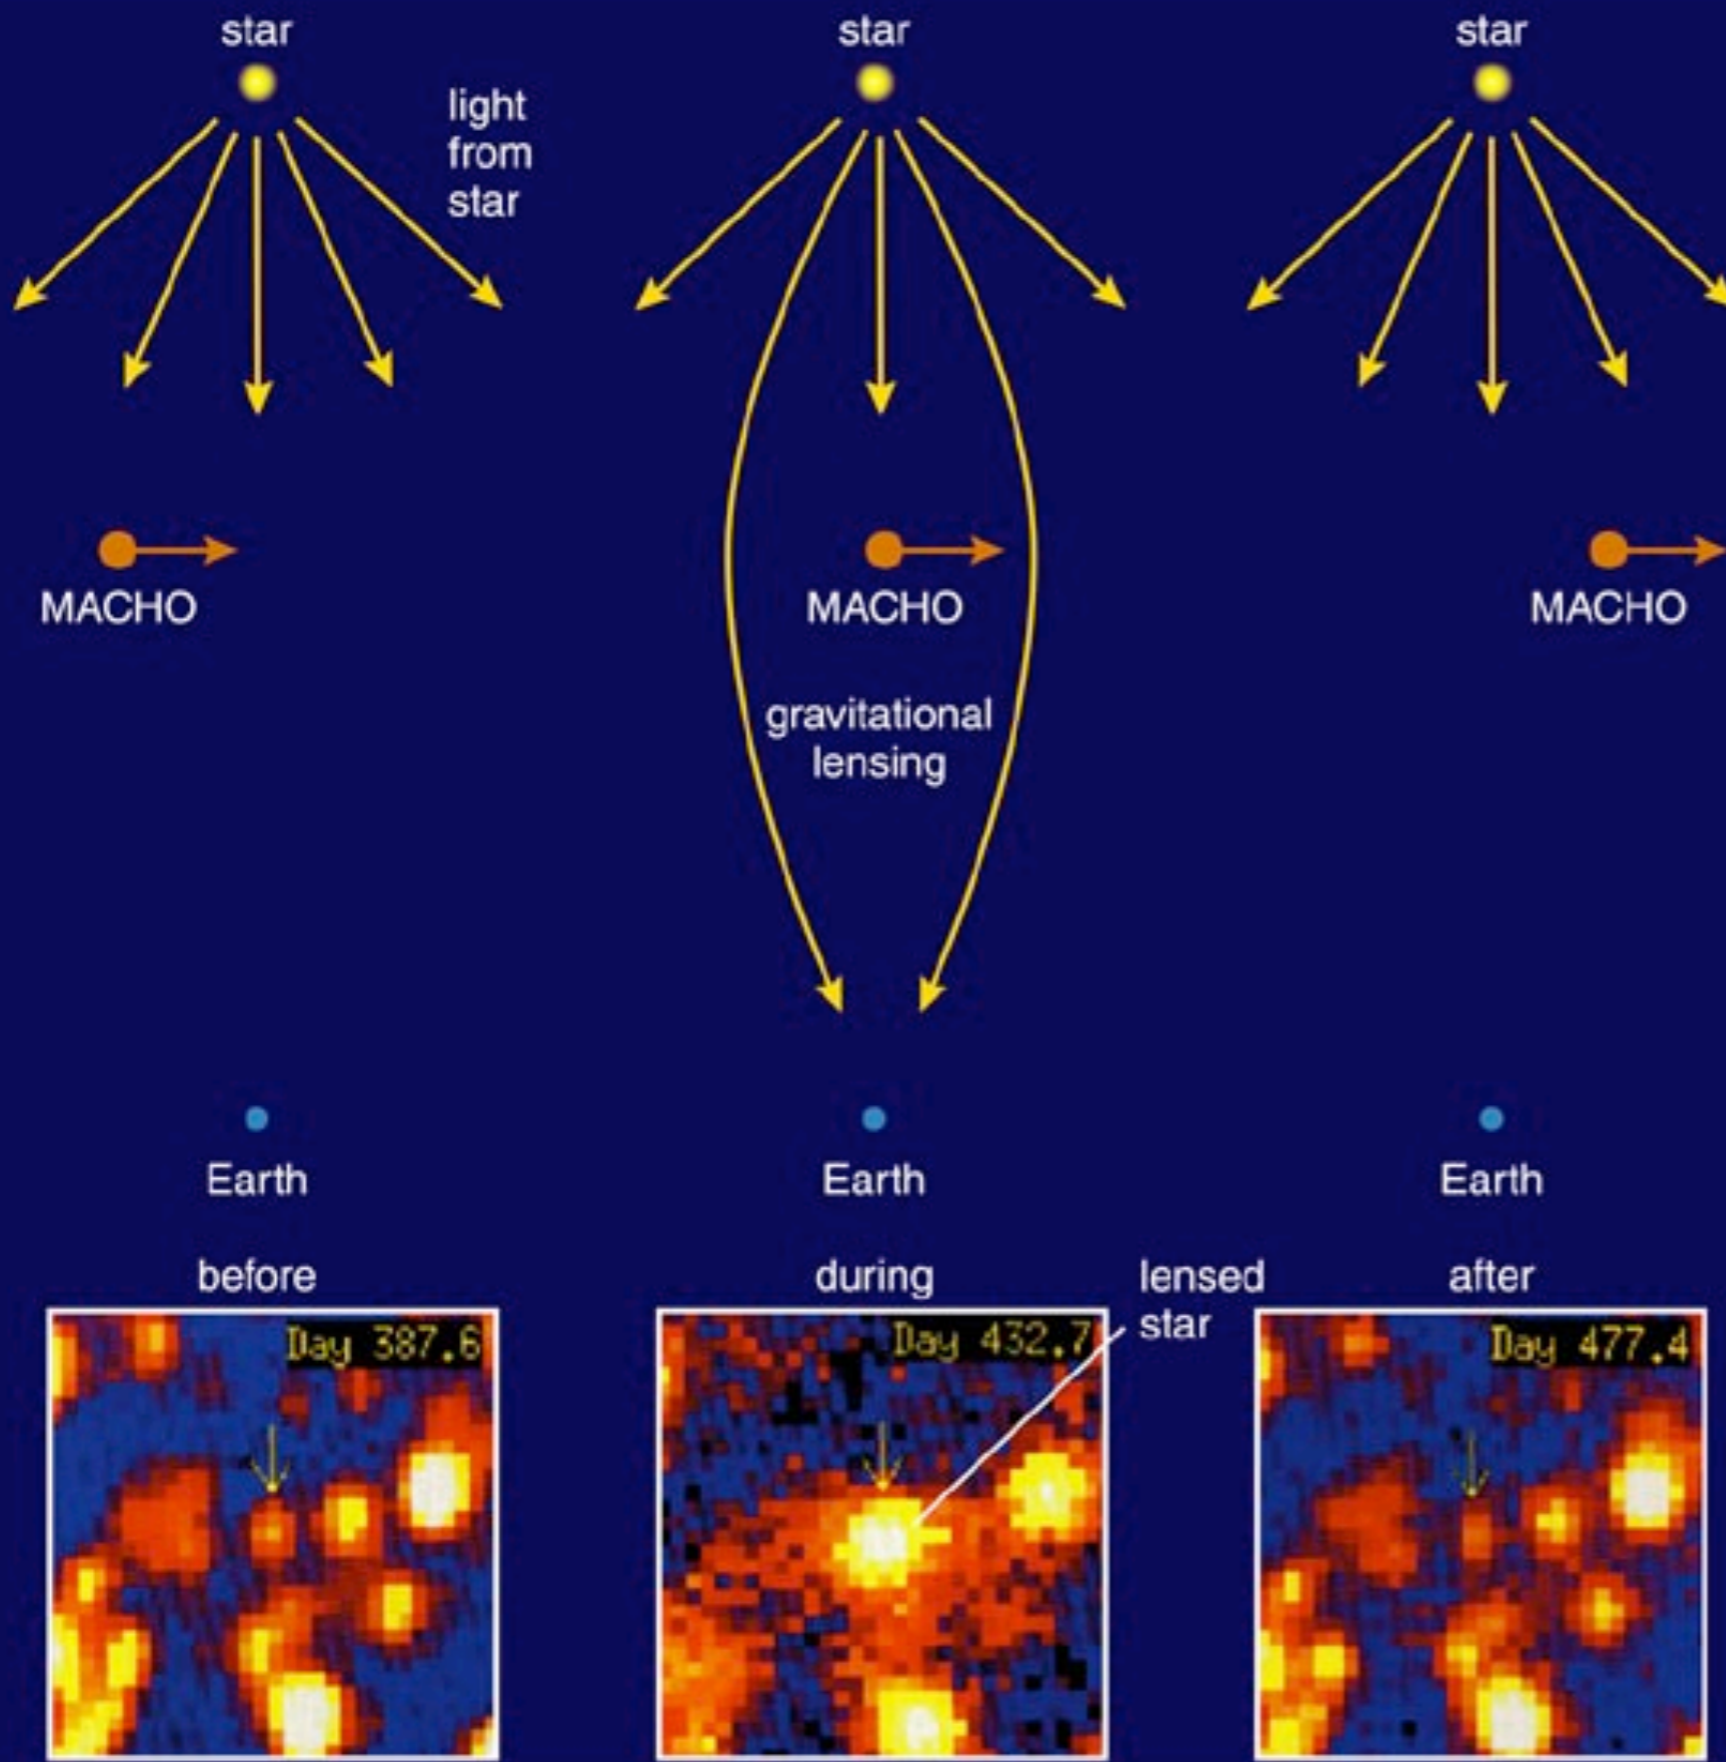 star
star
star
light
from
star
MACHO
MACHO
MACHO
gravitational
lensing
Earth
Earth
Earth
before
during
lensed
star
after
Day 387.6
Day 432.7
Day 477.4